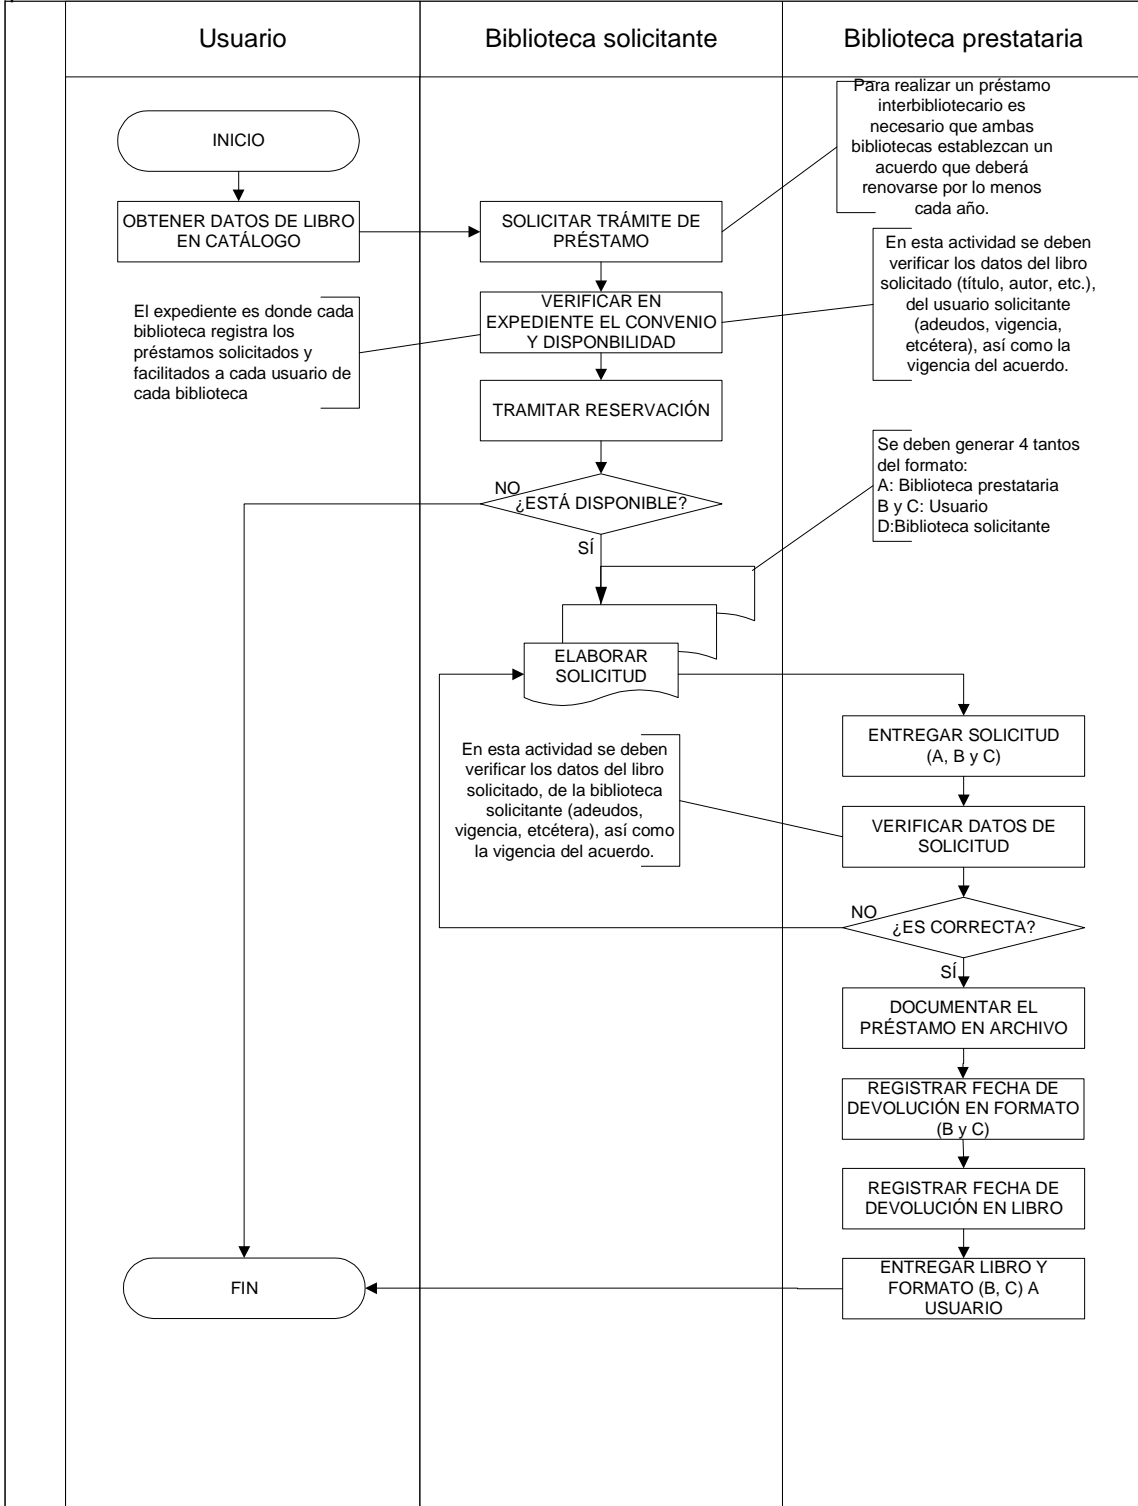 Usuario
Biblioteca solicitante
Biblioteca prestataria
INICIO
OBTENER DATOS DE LIBRO
EN CATÁLOGO
SOLICITAR TRÁMITE DE
PRÉSTAMO
Para realizar un préstamo
interbibliotecario es
necesario que ambas
bibliotecas establezcan un
acuerdo que deberá
renovarse por lo menos
cada año.
El expediente es donde cada
biblioteca registra los
préstamos solicitados y
facilitados a cada usuario de
cada biblioteca
VERIFICAR EN
EXPEDIENTE EL CONVENIO
Y DISPONBILIDAD
En esta actividad se deben
verificar los datos del libro
solicitado (título, autor, etc.),
del usuario solicitante
(adeudos, vigencia,
etcétera), así como la
vigencia del acuerdo.
TRAMITAR RESERVACIÓN
NO
¿ESTÁ DISPONIBLE?
SÍ
Se deben generar 4 tantos
del formato:
A: Biblioteca prestataria
B y C: Usuario
D:Biblioteca solicitante
ELABORAR
SOLICITUD
ENTREGAR SOLICITUD
(A, B y C)
En esta actividad se deben
verificar los datos del libro
solicitado, de la biblioteca
solicitante (adeudos,
vigencia, etcétera), así como
la vigencia del acuerdo.
VERIFICAR DATOS DE
SOLICITUD
NO
¿ES CORRECTA?
SÍ
DOCUMENTAR EL
PRÉSTAMO EN ARCHIVO
REGISTRAR FECHA DE
DEVOLUCIÓN EN FORMATO
(B y C)
REGISTRAR FECHA DE
DEVOLUCIÓN EN LIBRO
ENTREGAR LIBRO Y
FORMATO (B, C) A
USUARIO
FIN